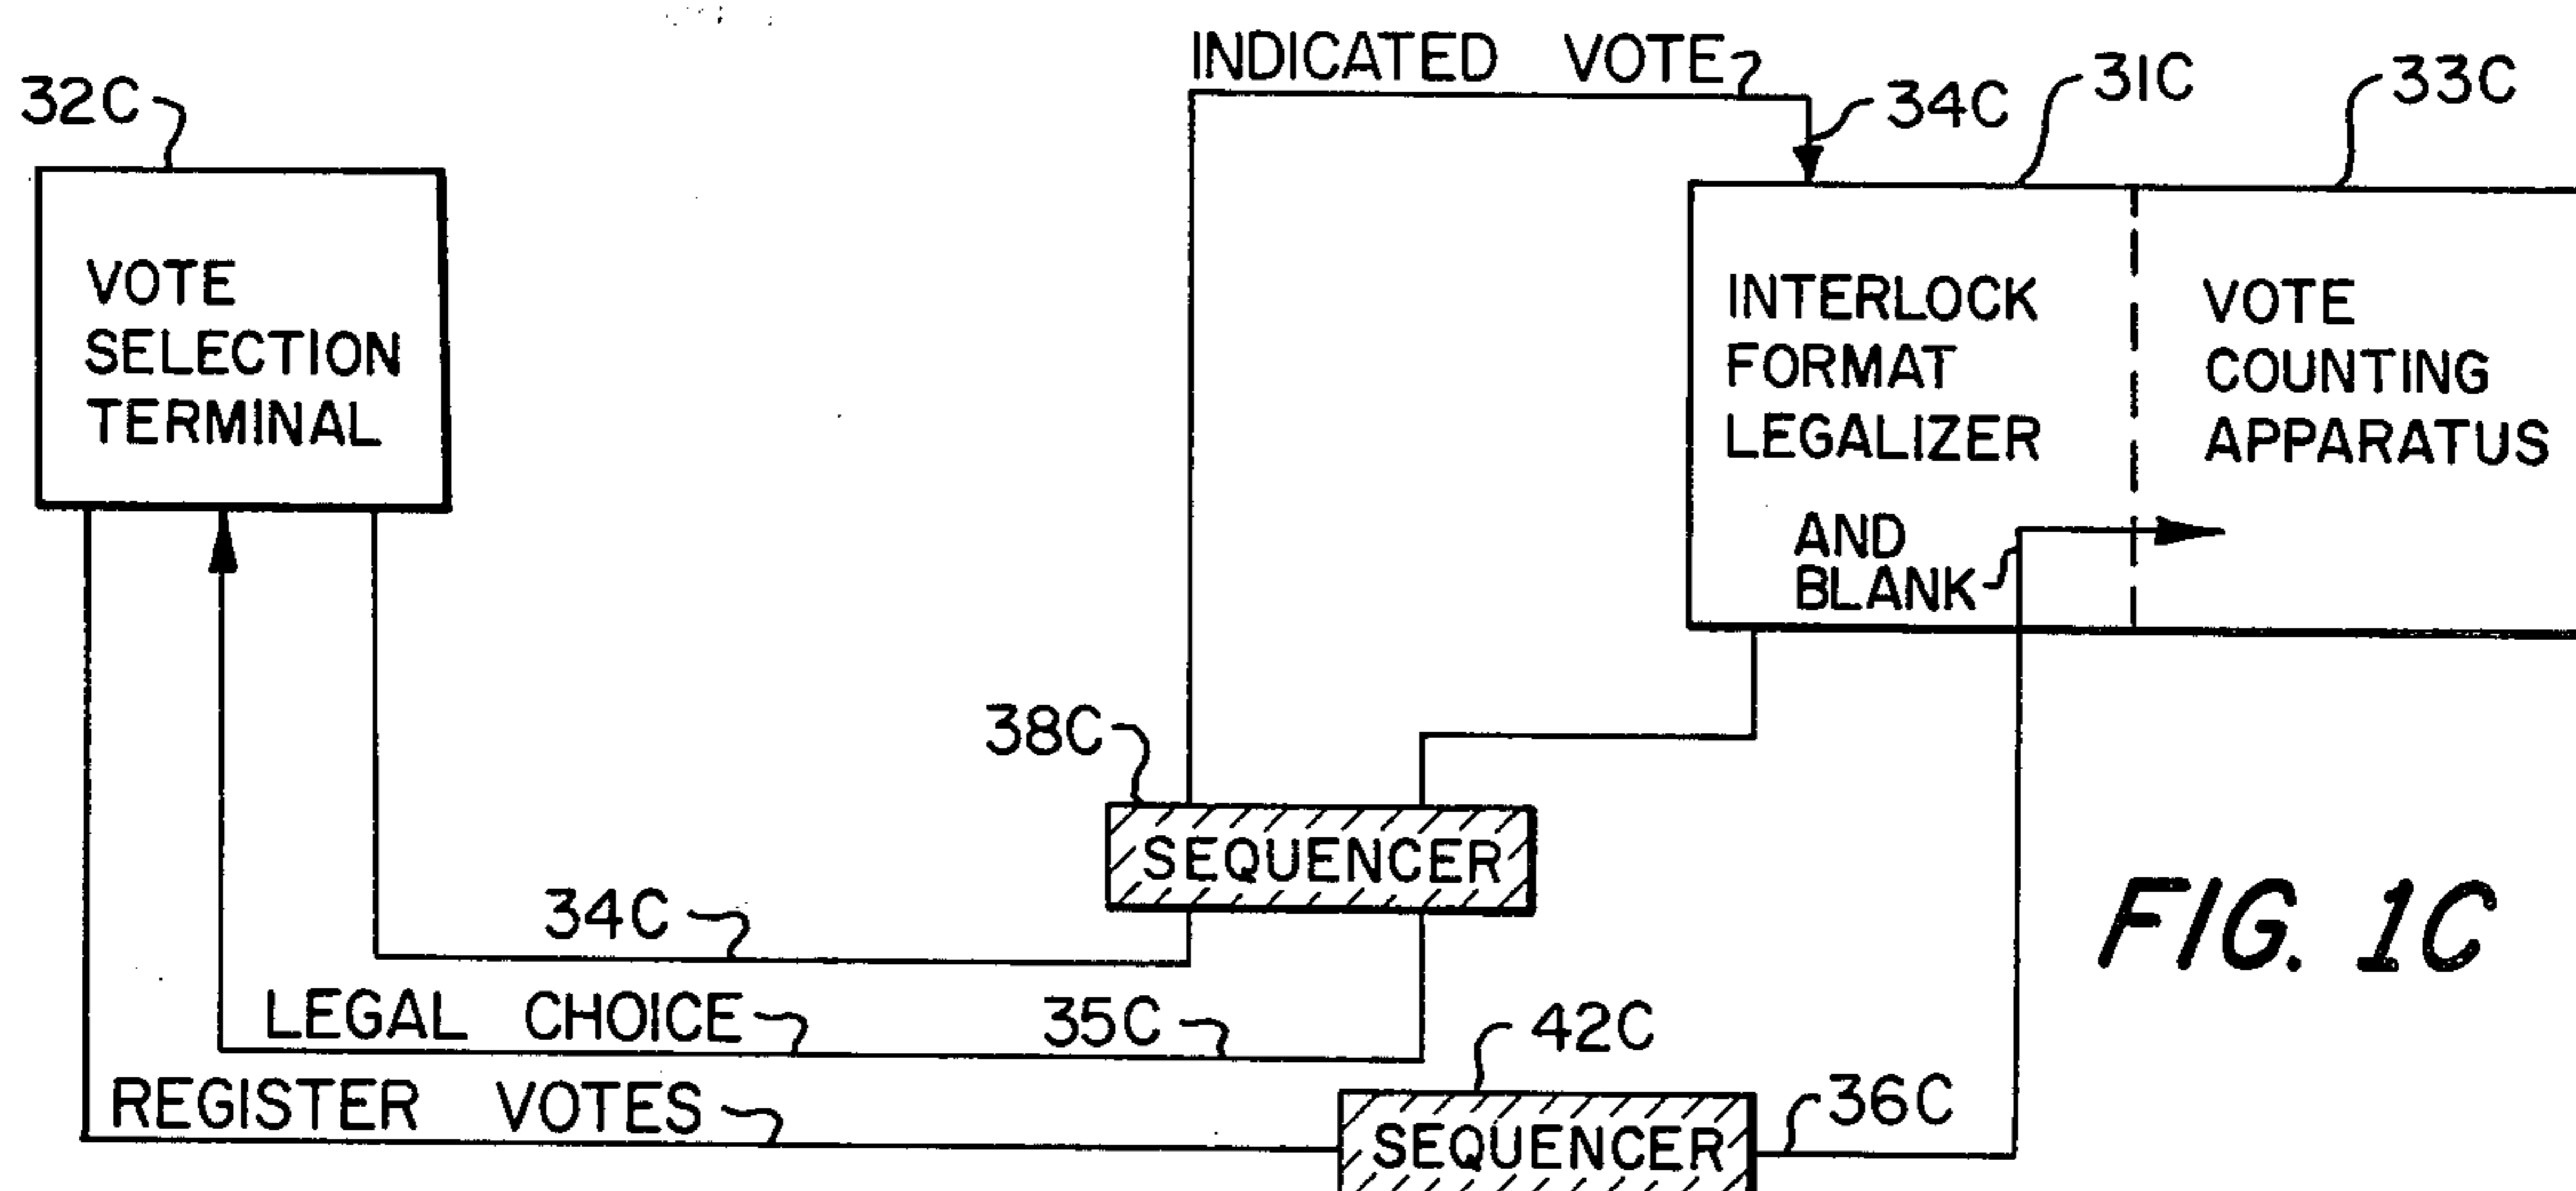 INDICATED VOTE
32C
34C
31C
33C
VOTE
SELECTION
TERMINAL
INTERLOCK
FORMAT
LEGALIZER
AND
BLANK
VOTE
COUNTING
APPARATUS
38C
SEQUENCER
34C
LEGAL CHOICE
35C
42C
REGISTER VOTES
SEQUENCER
36C
FIG. 1C